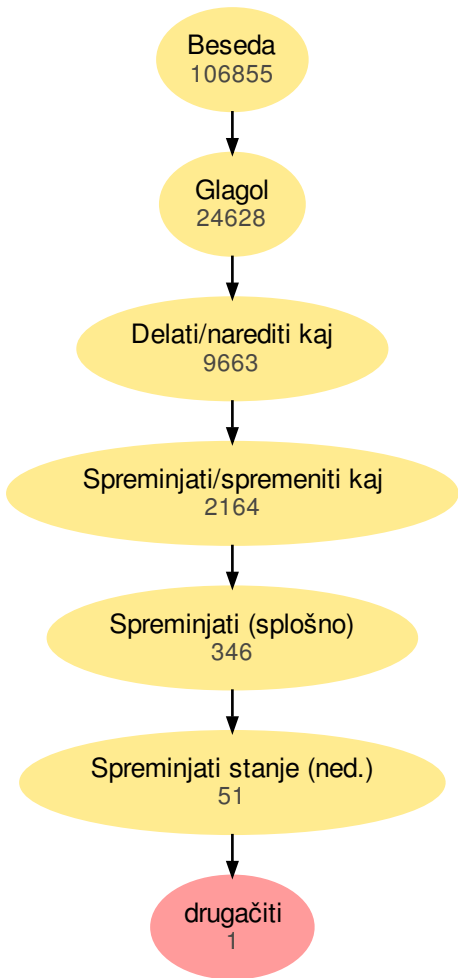 Beseda
106855
Glagol
24628
Delati/narediti kaj
9663
Spreminjati/spremeniti kaj
2164
Spreminjati (splošno)
346
Spreminjati stanje (ned.)
51
drugačiti
1